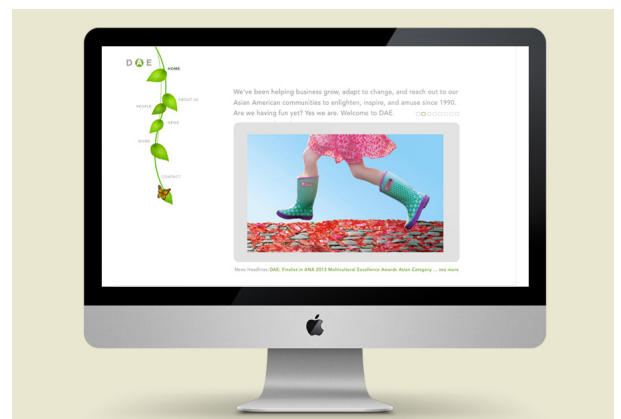 DAE
HOME
ABOUT US
PEOPLE
NEWS
WORK
CONTACT
We've been helping business grow, adapt to change, and reach out to our
Asian American communities to enlighten, inspire, and amuse since 1990.
Are we having fun yet? Yes we are. Welcome to DAE.
News Headlines: DAE: Finalist in ANA 2013 Multicultural Excellence Awards Asian Category ... see more